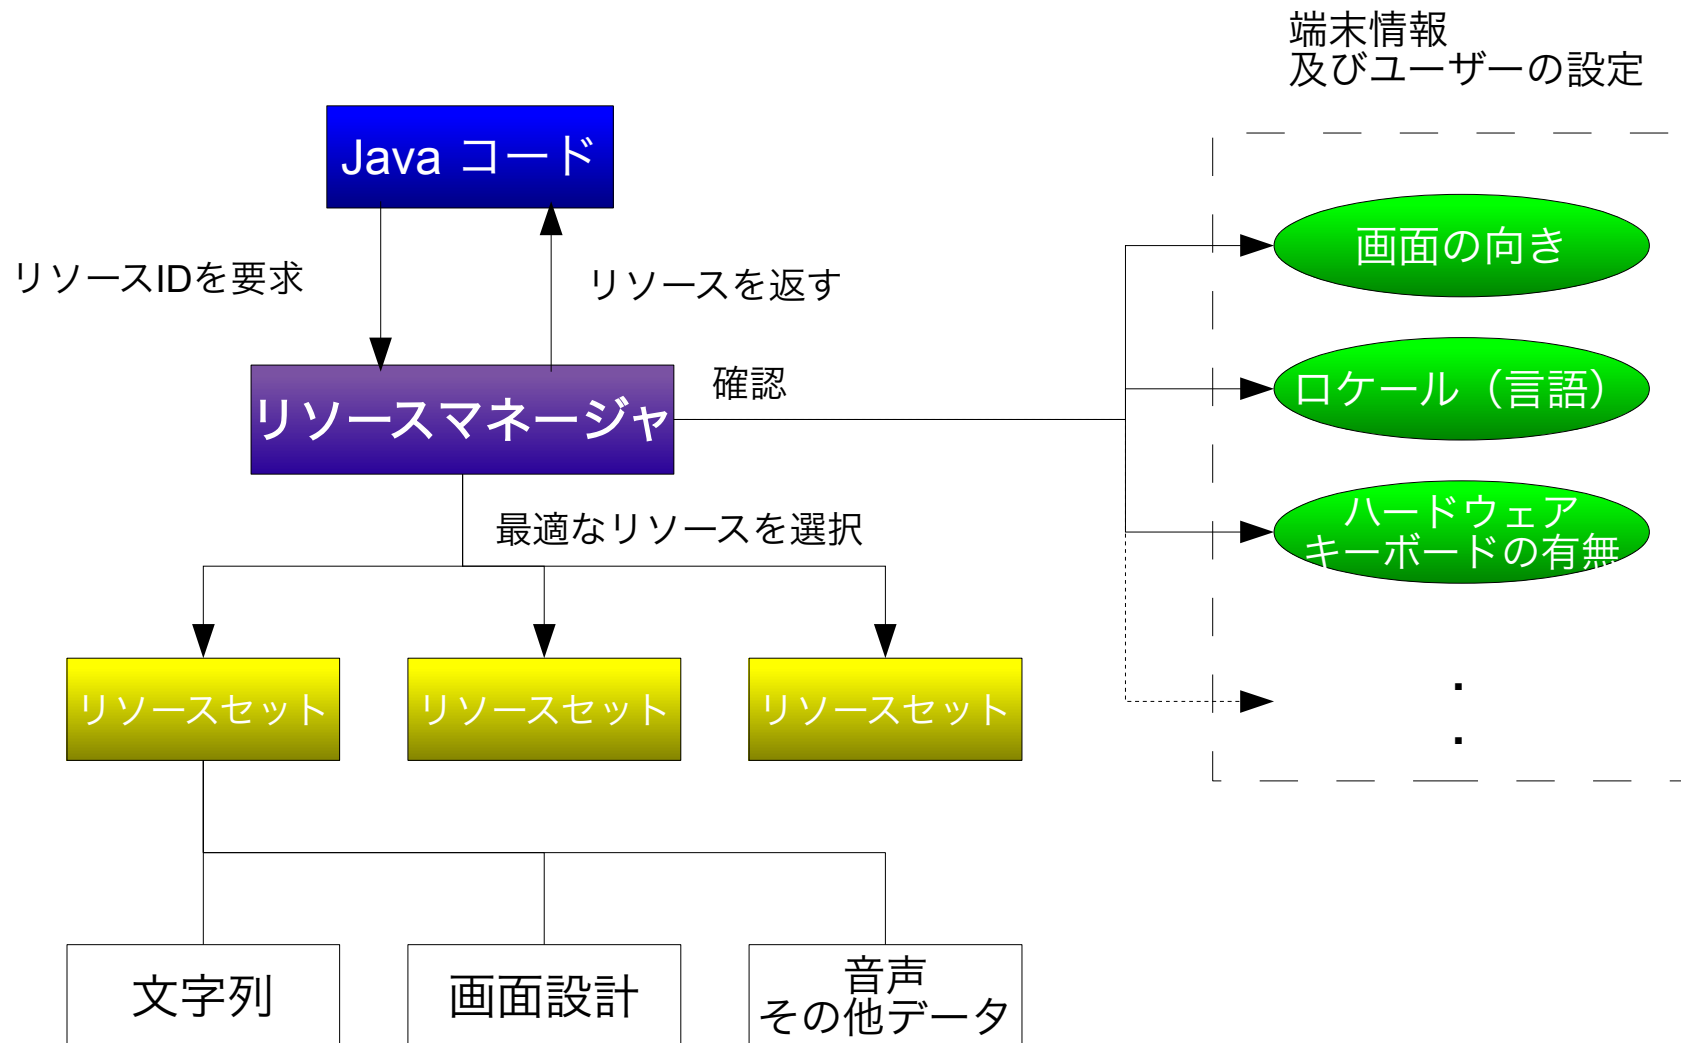 端末情報
及びユーザーの設定
Java コード
リソースIDを要求
リソースを返す
画面の向き
リソースマネージャ
確認
ロケール（言語）
最適なリソースを選択
ハードウェア
キーボードの有無
リソースセット
リソースセット
リソースセット
.
.
文字列
画面設計
音声
その他データ